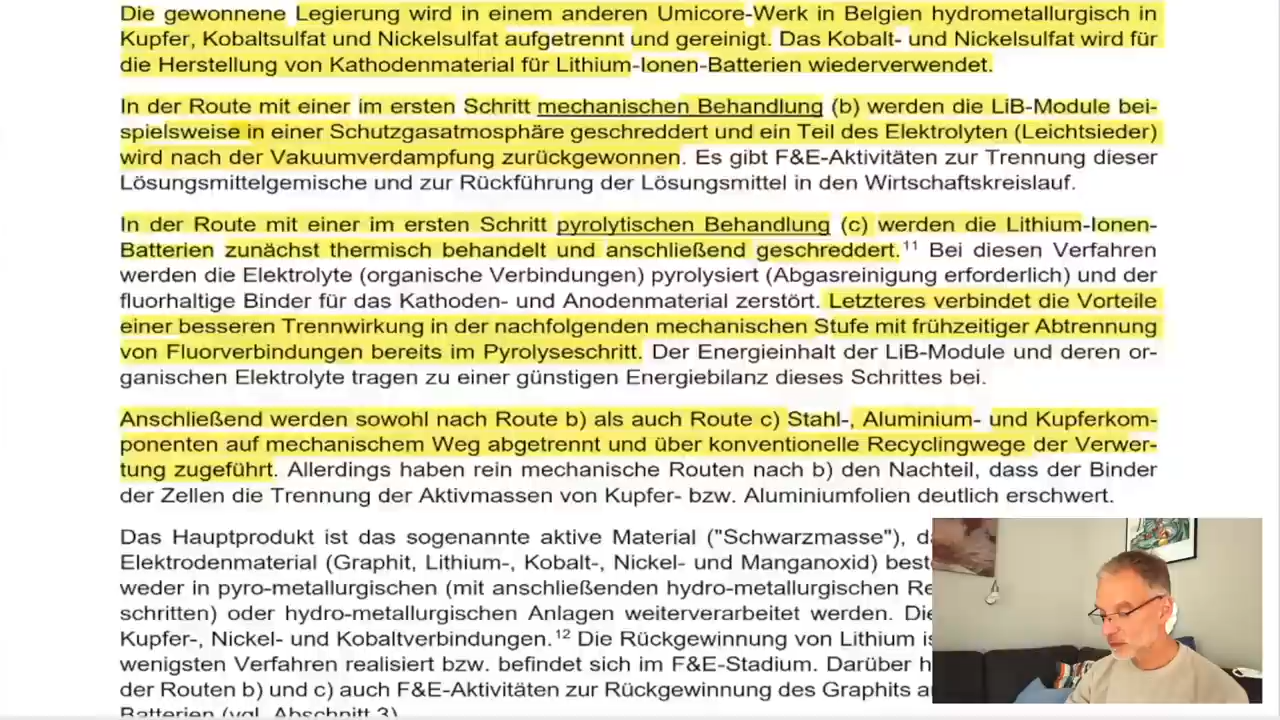 Die gewonnene Legierung wird in einem anderen Umicore-Werk in Belgien hydrometallurgisch in
Kupfer, Kobaltsulfat und Nickelsulfat aufgetrennt und gereinigt. Das Kobalt- und Nickelsulfat wird für
die Herstellung von Kathodenmaterial für Lithium-Ionen-Batterien wiederverwendet.
In der Route mit einer im ersten Schritt mechanischen Behandlung (b) werden die LiB-Module bei-
spielsweise in einer Schutzgasatmosphäre geschreddert und ein Teil des Elektrolyten (Leichtsieder)
wird nach der Vakuumverdampfung zurückgewonnen. Es gibt F&E-Aktivitäten zur Trennung dieser
Lösungsmittelgemische und zur Rückführung der Lösungsmittel in den Wirtschaftskreislauf.
In der Route mit einer im ersten Schritt pyrolytischen Behandlung (c) werden die Lithium-Ionen-
Batterien zunächst thermisch behandelt und anschließend geschreddert.¹¹ Bei diesen Verfahren
werden die Elektrolyte (organische Verbindungen) pyrolysiert (Abgasreinigung erforderlich) und der
fluorhaltige Binder für das Kathoden- und Anodenmaterial zerstört. Letzteres verbindet die Vorteile
einer besseren Trennwirkung in der nachfolgenden mechanischen Stufe mit frühzeitiger Abtrennung
von Fluorverbindungen bereits im Pyrolyseschritt. Der Energieinhalt der LiB-Module und deren or-
ganischen Elektrolyte tragen zu einer günstigen Energiebilanz dieses Schrittes bei.
Anschließend werden sowohl nach Route b) als auch Route c) Stahl-, Aluminium- und Kupferkom-
ponenten auf mechanischem Weg abgetrennt und über konventionelle Recyclingwege der Verwer-
tung zugeführt. Allerdings haben rein mechanische Routen nach b) den Nachteil, dass der Binder
der Zellen die Trennung der Aktivmassen von Kupfer- bzw. Aluminiumfolien deutlich erschwert.
Das Hauptprodukt ist das sogenannte aktive Material ("Schwarzmasse"),
Elektrodenmaterial (Graphit, Lithium-, Kobalt-, Nickel- und Manganoxid)
weder in pyro-metallurgischen (mit anschließenden hydro-metallurgischen
schritten) oder hydro-metallurgischen Anlagen weiterverarbeitet werden.
Kupfer-, Nickel- und Kobaltverbindungen.¹² Die Rückgewinnung von Lithium
wenigsten Verfahren realisiert bzw. befindet sich im F&E-Stadium. Darüber
der Routen b) und c) auch F&E-Aktivitäten zur Rückgewinnung des Graphits
Batterien (vgl. Abschnitt 3)